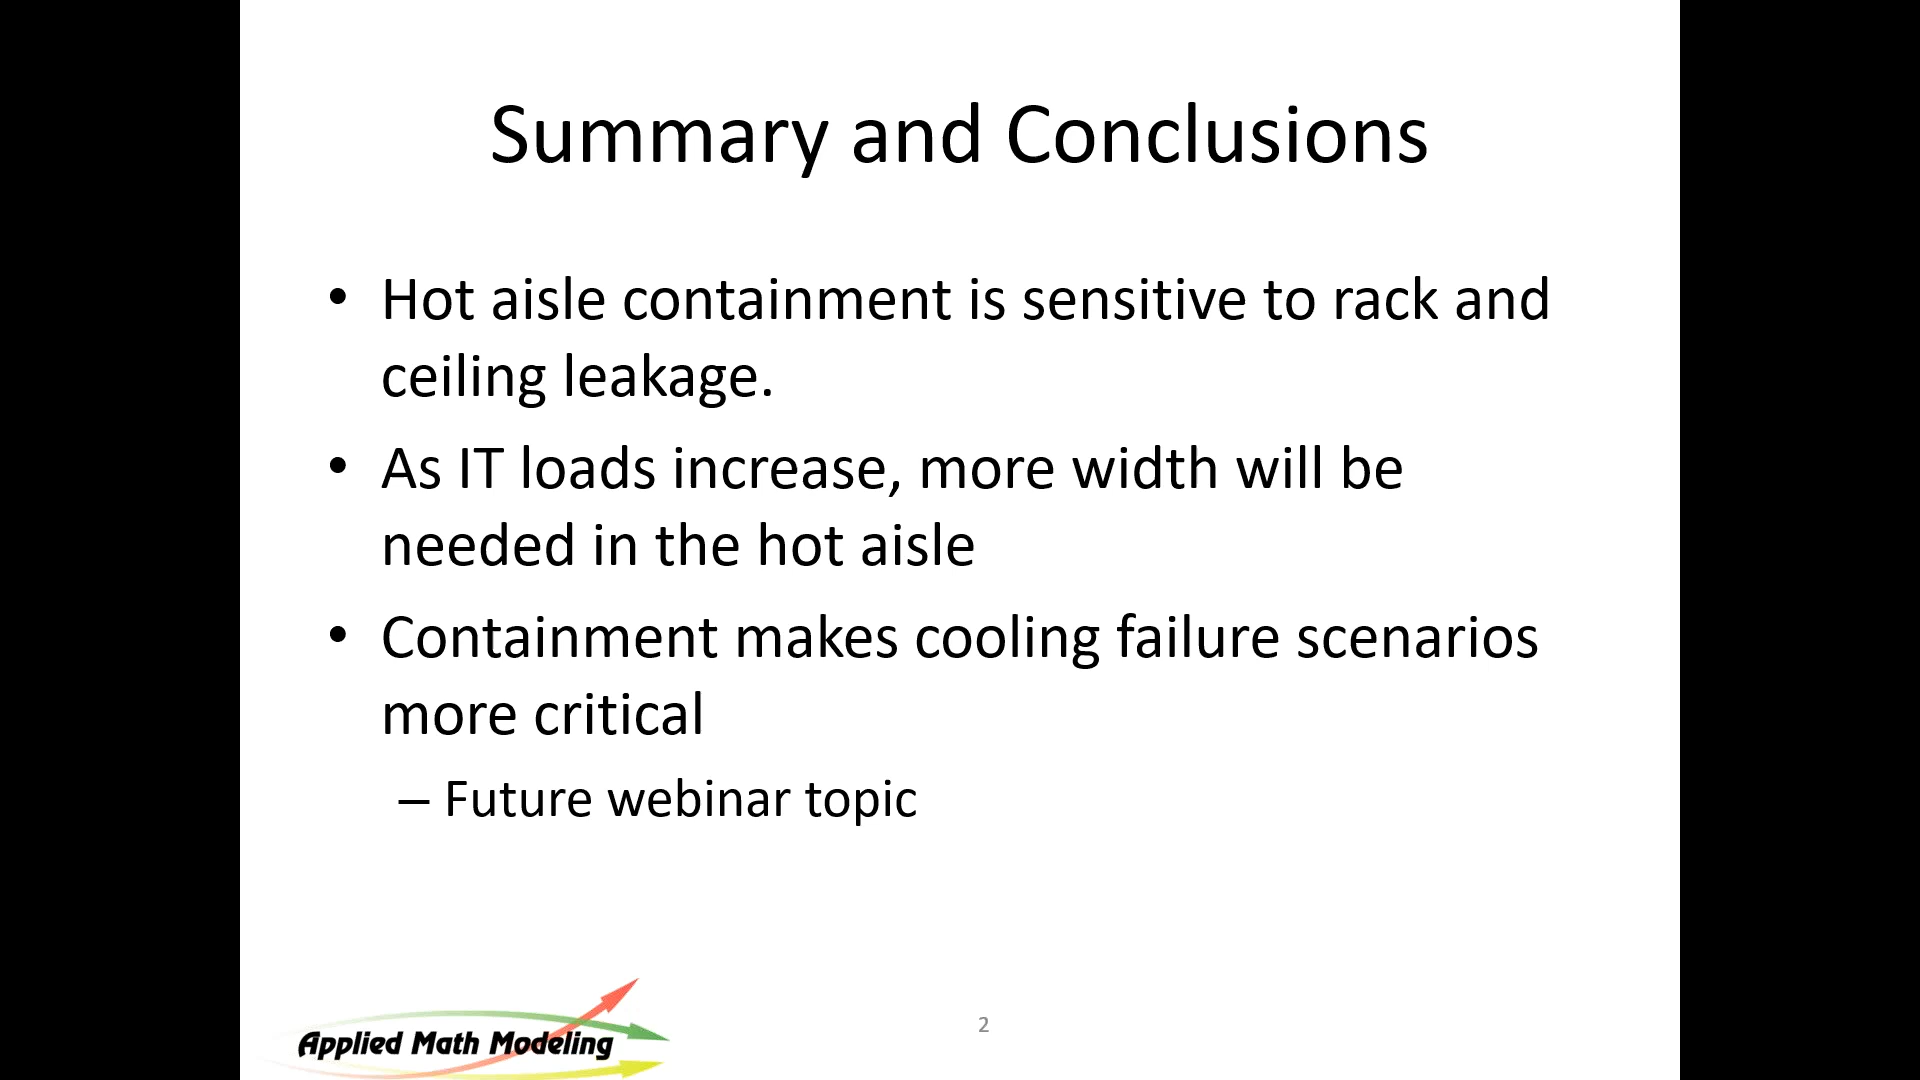 Summary and Conclusions
• Hot aisle containment is sensitive to rack and
ceiling leakage.
• As IT loads increase, more width will be
needed in the hot aisle
• Containment makes cooling failure scenarios
more critical
– Future webinar topic
Applied Math Modeling
2